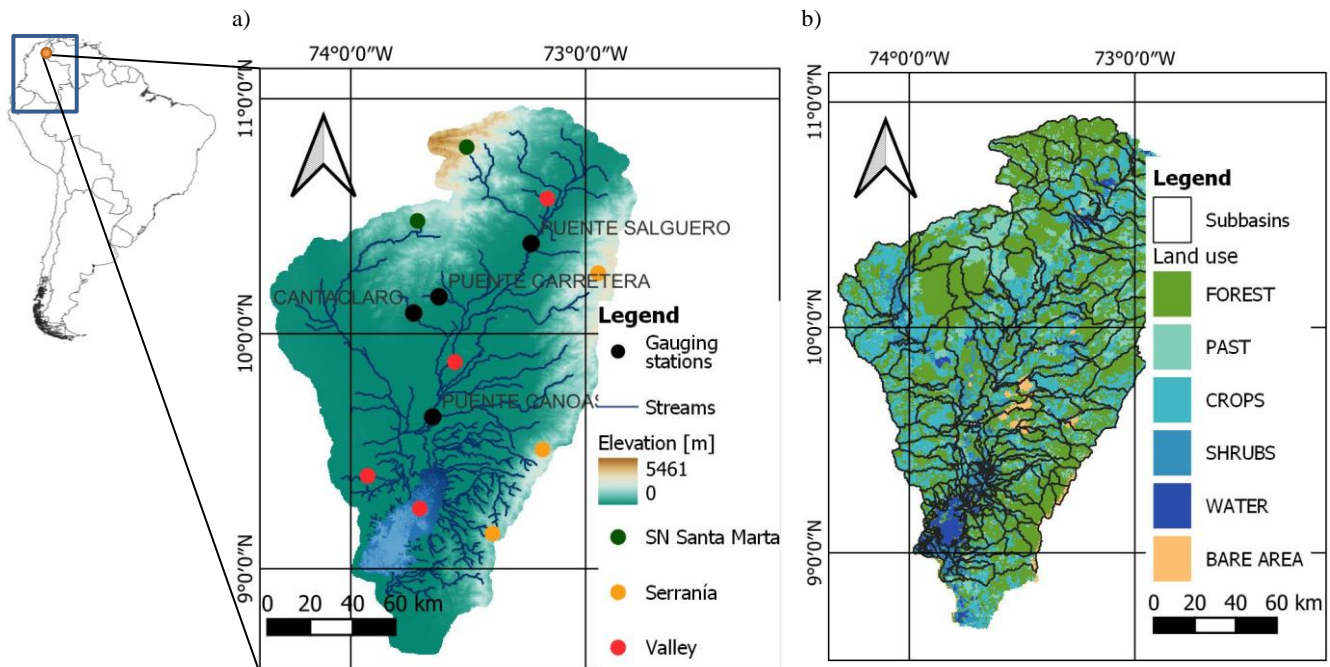 a)
74°0'0"W
73°0'0"W
11°0'0"N
10°0'0"N
9°0'0"N
PUENTE SALGUERO
PUENTE CARRETERA
CANTACLARO
PUENTE CANOAS
Legend
Gauging
stations
Streams
Elevation [m]
5461
0
SN Santa Marta
Serranía
Valley
0 20 40 60 km
b)
74°0'0"W
73°0'0"W
11°0'0"N
10°0'0"N
9°0'0"N
Legend
Subbasins
Land use
FOREST
PAST
CROPS
SHRUBS
WATER
BARE AREA
0 20 40 60 km